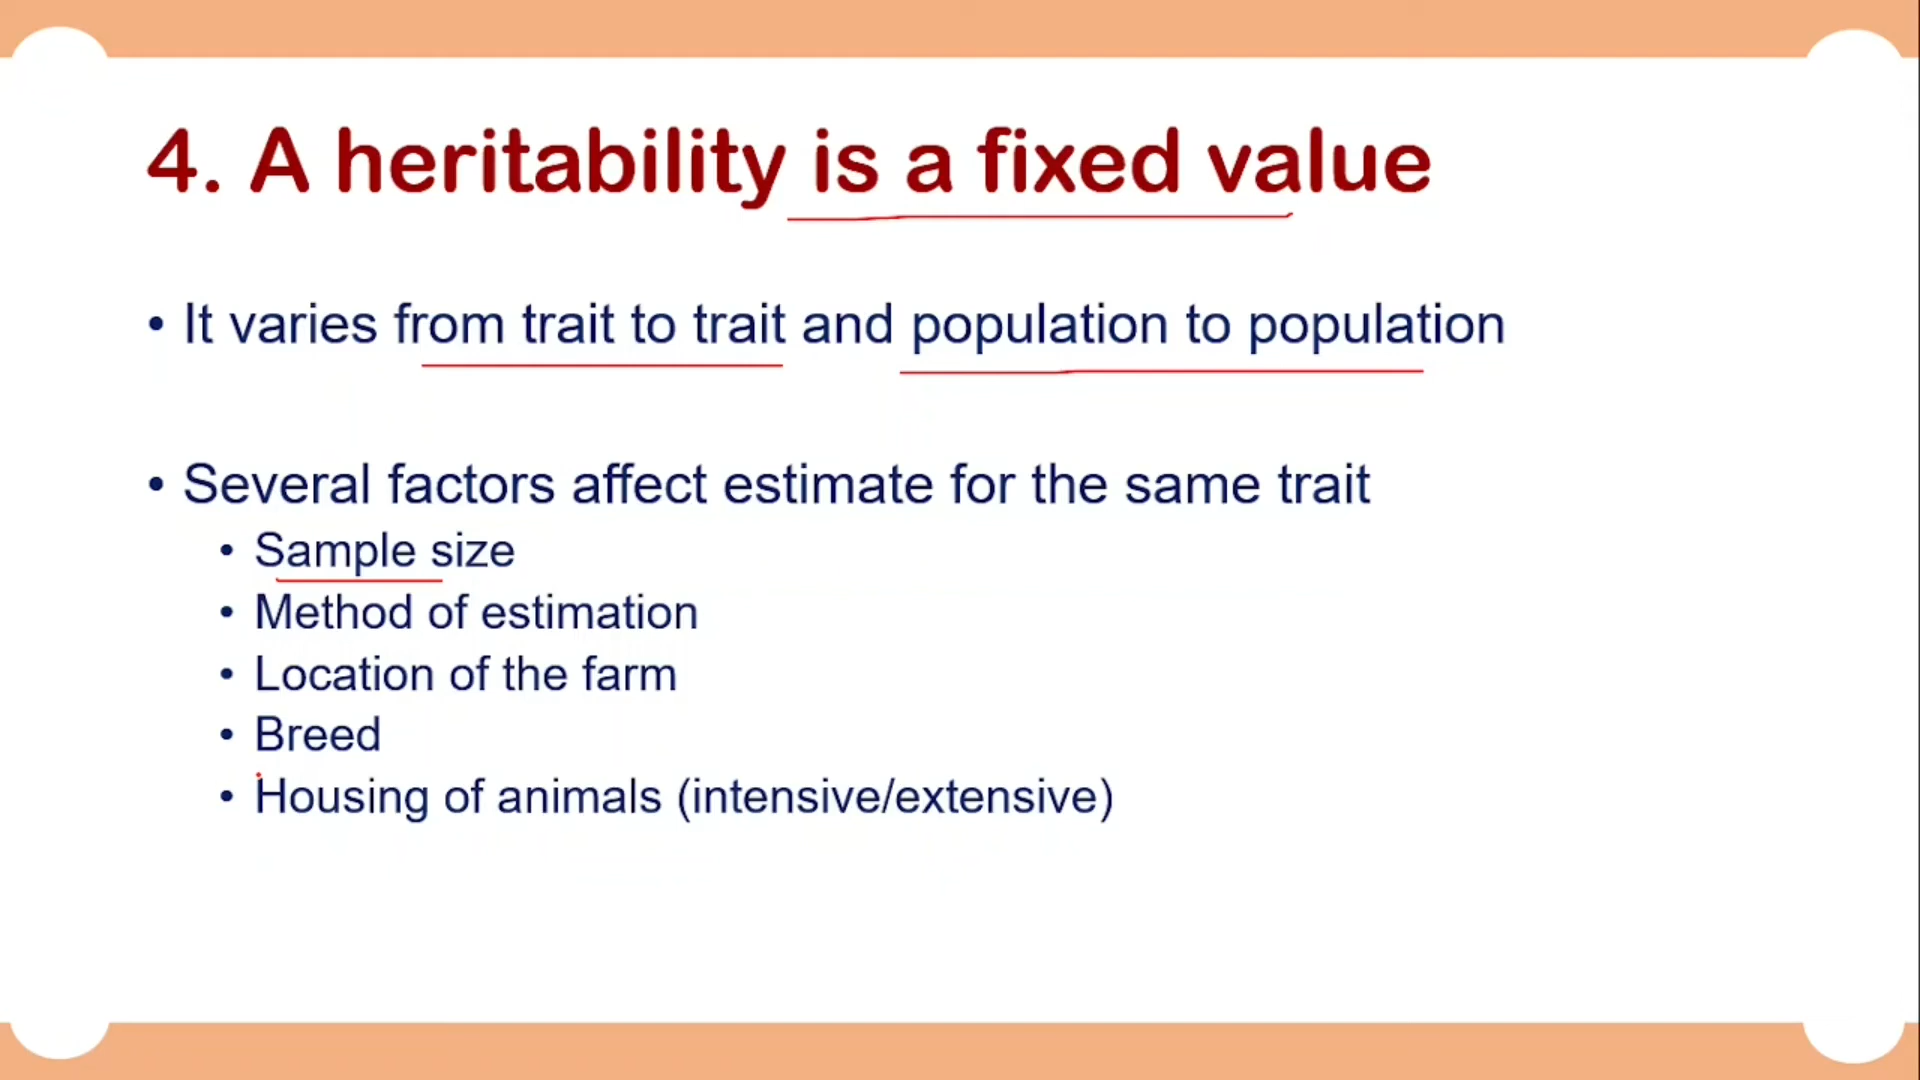 4. A heritability is a fixed value
• It varies from trait to trait and population to population
• Several factors affect estimate for the same trait
• Sample size
• Method of estimation
• Location of the farm
• Breed
• Housing of animals (intensive/extensive)